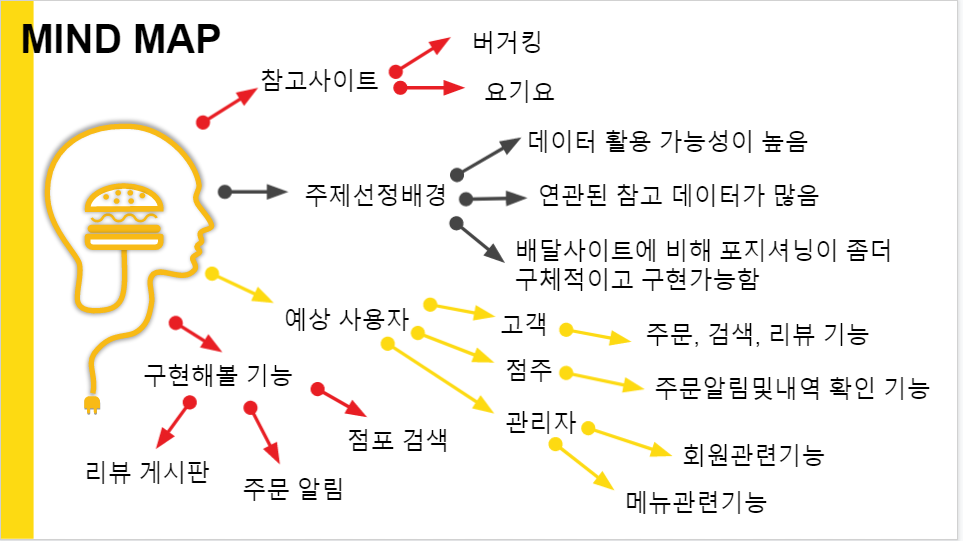 MIND MAP
참고사이트
버거킹
요기요
주제선정배경
데이터 활용 가능성이 높음
연관된 참고 데이터가 많음
배달사이트에 비해 포지셔닝이 좀더
구체적이고 구현가능함
예상 사용자
고객
주문, 검색, 리뷰 기능
점주
주문알림및내역 확인 기능
관리자
회원관련기능
메뉴관련기능
구현해볼 기능
리뷰 게시판
주문 알림
점포 검색